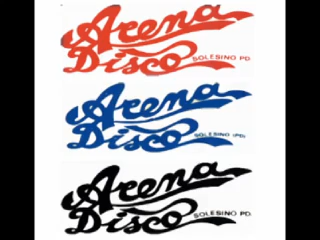 Arena
Disco
SOLESINO PD.
Arena
Disco
SOLESINO (PD)
Arena
Disco
SOLESINO PD.